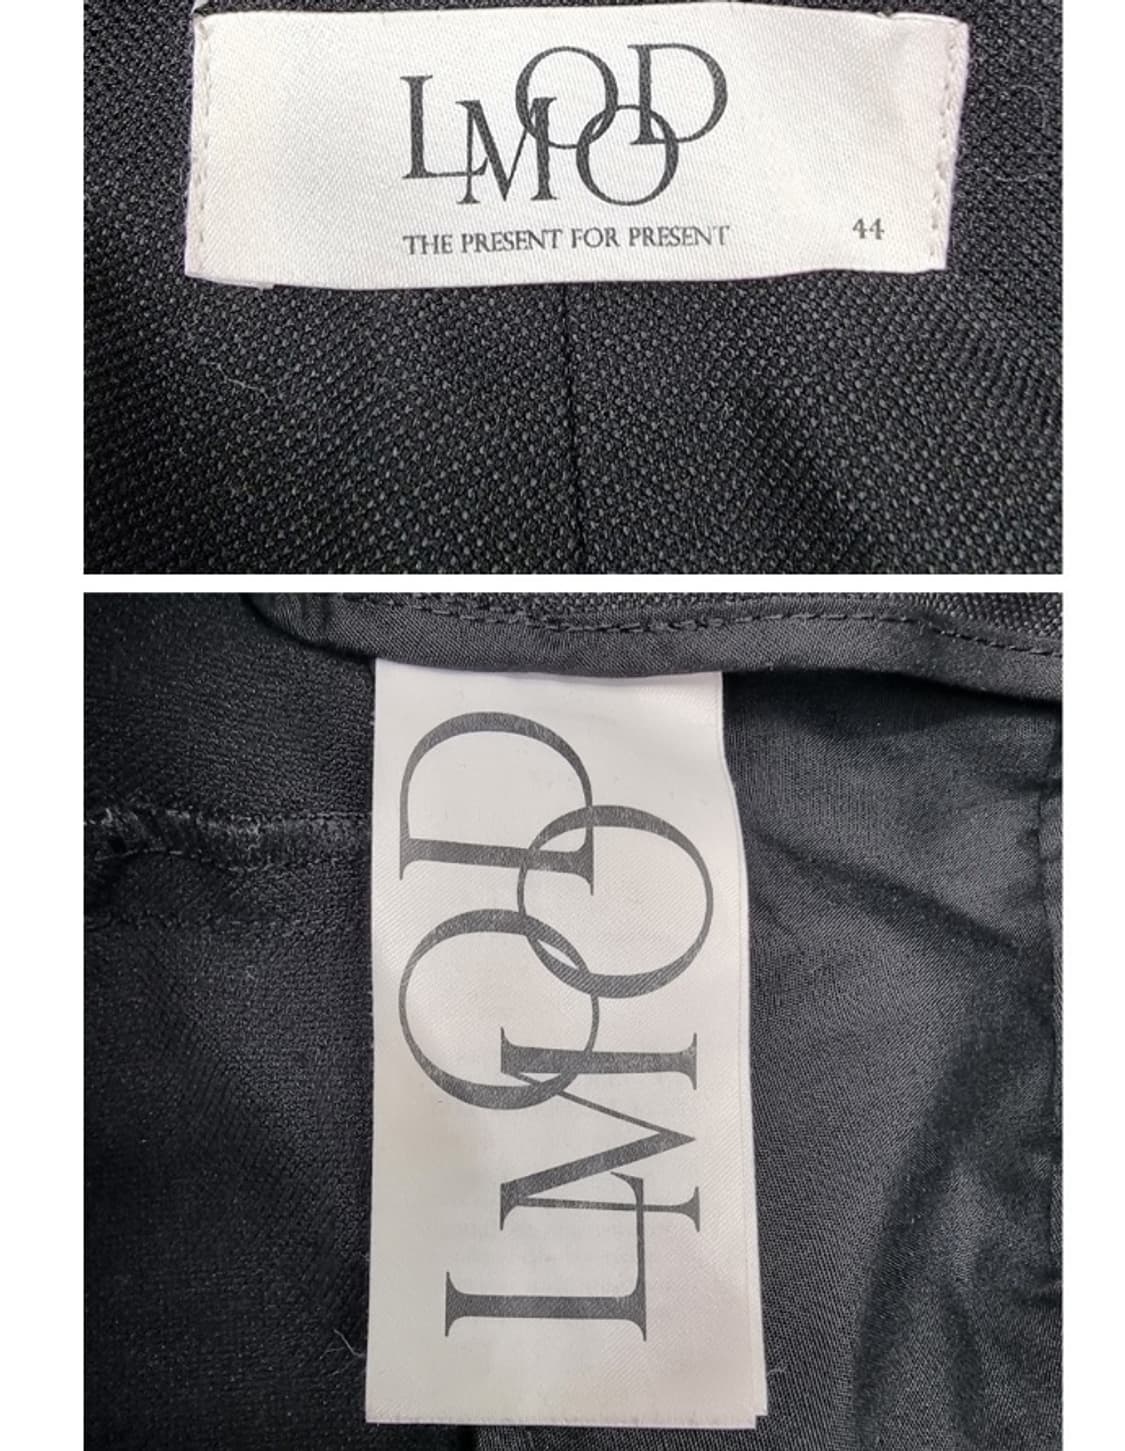 LMOOD
THE PRESENT FOR PRESENT
44
LMOOD